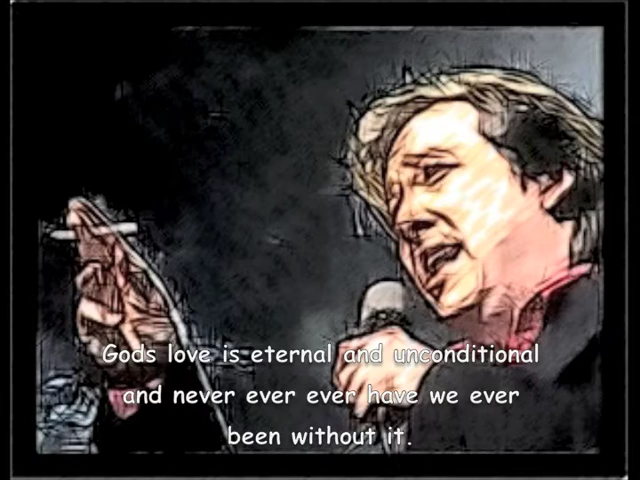 Gods love is eternal and unconditional
and never ever ever have we ever
been without it.